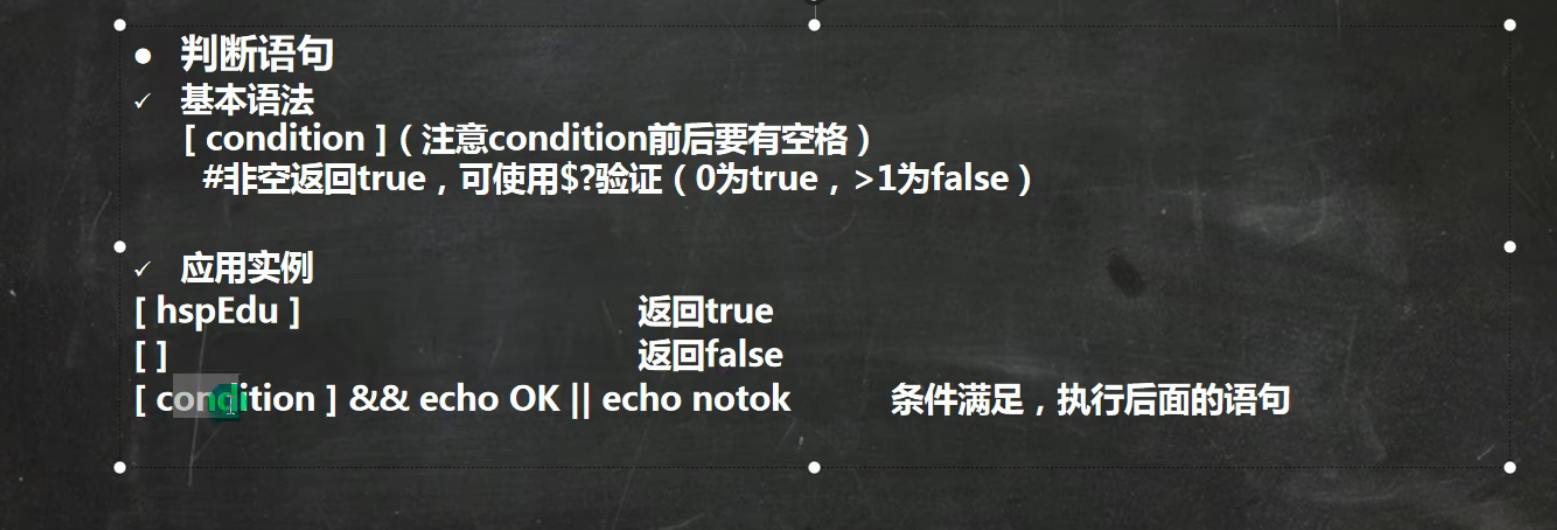 ● 判断语句
✓ 基本语法
[ condition ]（注意condition前后要有空格）
#非空返回true，可使用$?验证（0为true，>1为false）
✓ 应用实例
[ hspEdu ] 返回true
[ ] 返回false
[ condition ] && echo OK || echo notok 条件满足，执行后面的语句